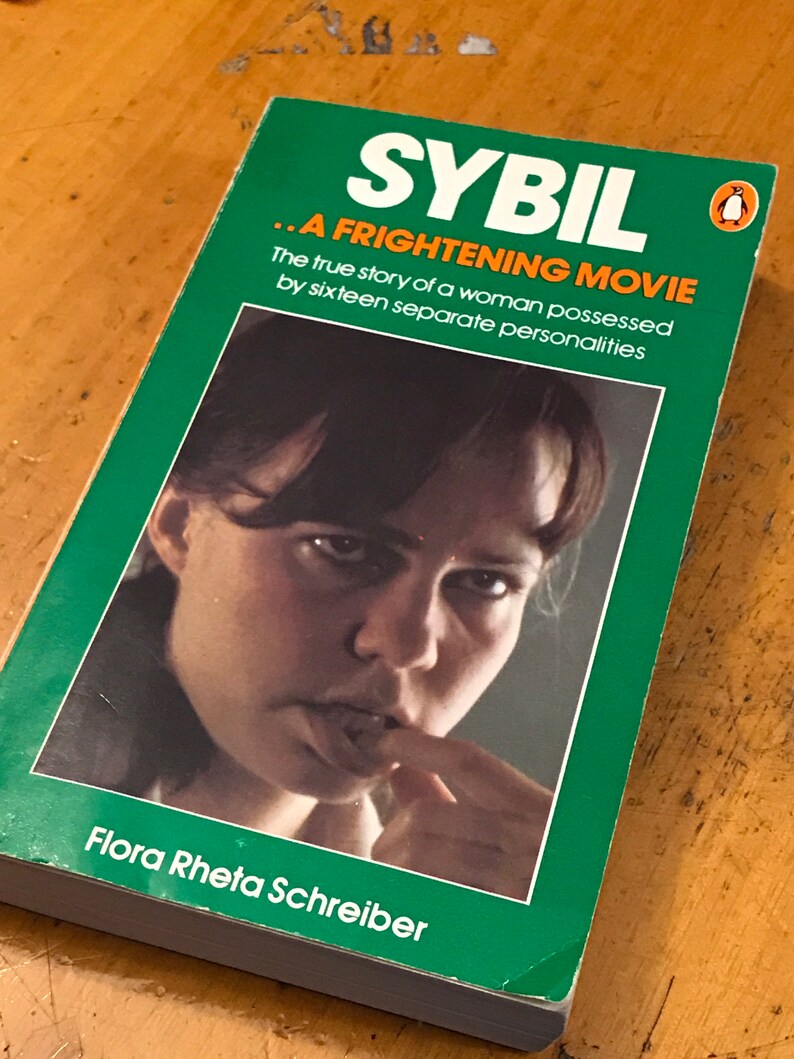 SYBIL
..A FRIGHTENING MOVIE
The true story of a woman possessed
by sixteen separate personalities
Flora Rheta Schreiber